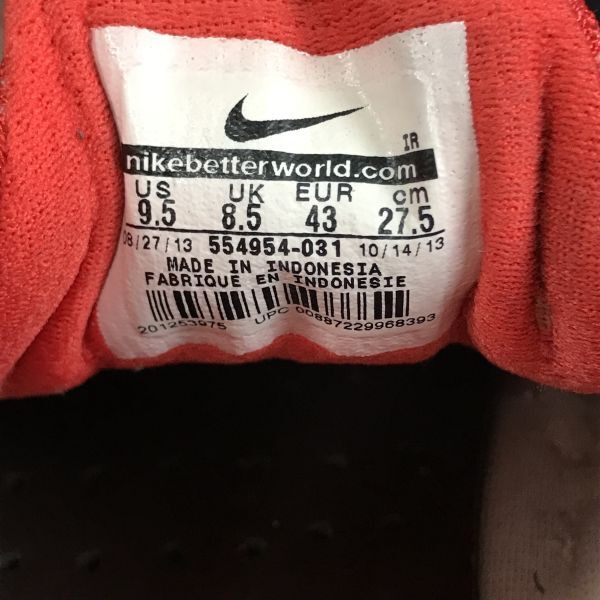 IR
nikebetterworld.com
US UK EUR cm
9.5 8.5 43 27.5
08/27/13 554954-031 10/14/13
MADE IN INDONESIA
FABRIQUE EN INDONESIE
201253975 UPC 00887229968393